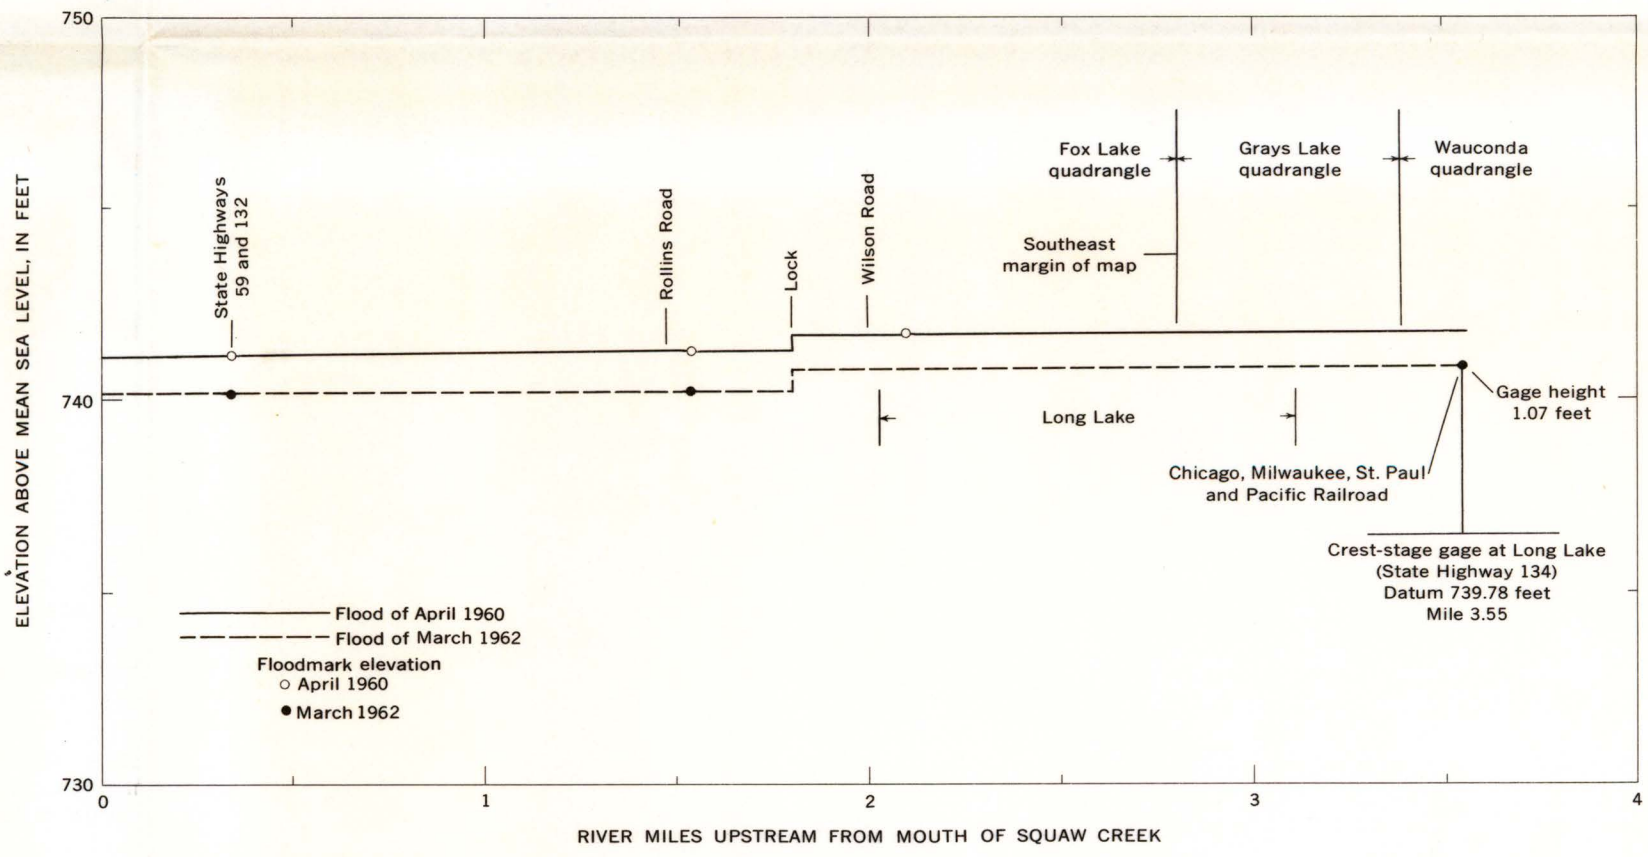 750
740
730
ELEVATION ABOVE MEAN SEA LEVEL, IN FEET
State Highways
59 and 132
Rollins Road
Lock
Wilson Road
Fox Lake
quadrangle
Grays Lake
quadrangle
Wauconda
quadrangle
Southeast
margin of map
Long Lake
Gage height
1.07 feet
Chicago, Milwaukee, St. Paul
and Pacific Railroad
Crest-stage gage at Long Lake
(State Highway 134)
Datum 739.78 feet
Mile 3.55
Flood of April 1960
Flood of March 1962
Floodmark elevation
April 1960
March 1962
0
1
2
3
4
RIVER MILES UPSTREAM FROM MOUTH OF SQUAW CREEK